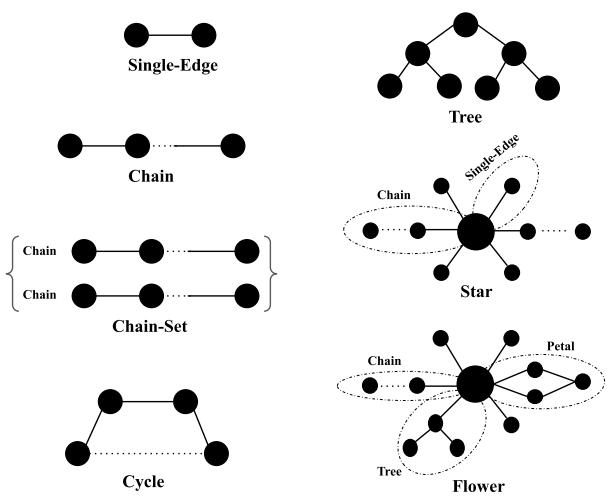 Single-Edge
Chain
Chain
Chain
Chain-Set
Cycle
Tree
Single-Edge
Chain
Star
Chain
Petal
Tree
Flower